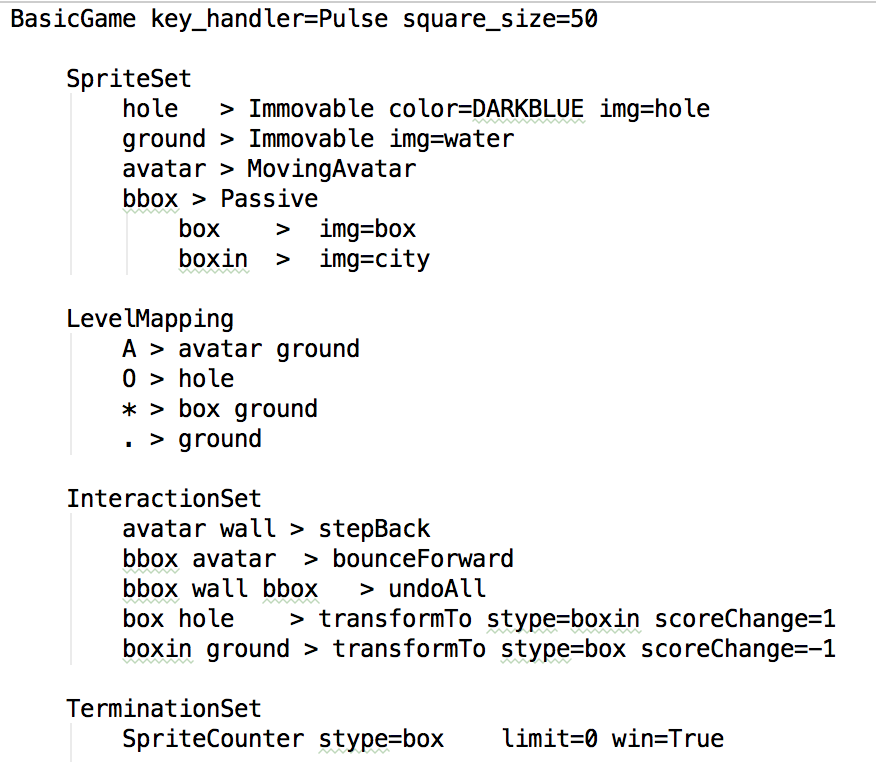 BasicGame key_handler=Pulse square_size=50
SpriteSet
hole > Immovable color=DARKBLUE img=hole
ground > Immovable img=water
avatar > MovingAvatar
bbox > Passive
box > img=box
boxin > img=city
LevelMapping
A > avatar ground
O > hole
* > box ground
. > ground
InteractionSet
avatar wall > stepBack
bbox avatar > bounceForward
bbox wall bbox > undoAll
box hole > transformTo stype=boxin scoreChange=1
boxin ground > transformTo stype=box scoreChange=-1
TerminationSet
SpriteCounter stype=box limit=0 win=True